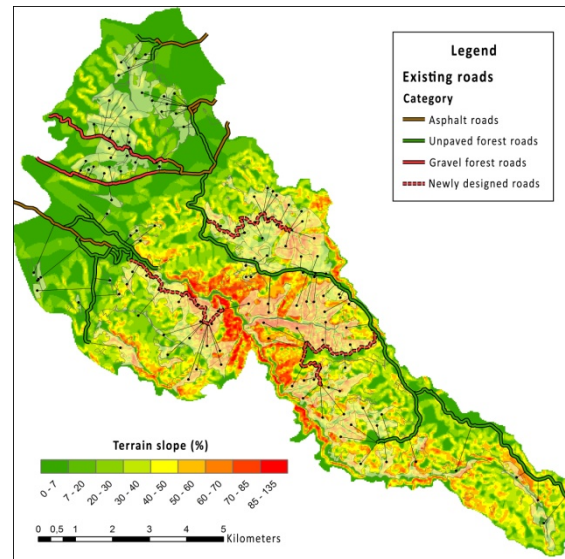 Legend
Existing roads
Category
Asphalt roads
Unpaved forest roads
Gravel forest roads
Newly designed roads
Terrain slope (%)
0 - 7
7 - 20
20 - 30
30 - 40
40 - 50
50 - 60
60 - 70
70 - 85
85 - 135
0 0,5 1 2 3 4 5
Kilometers